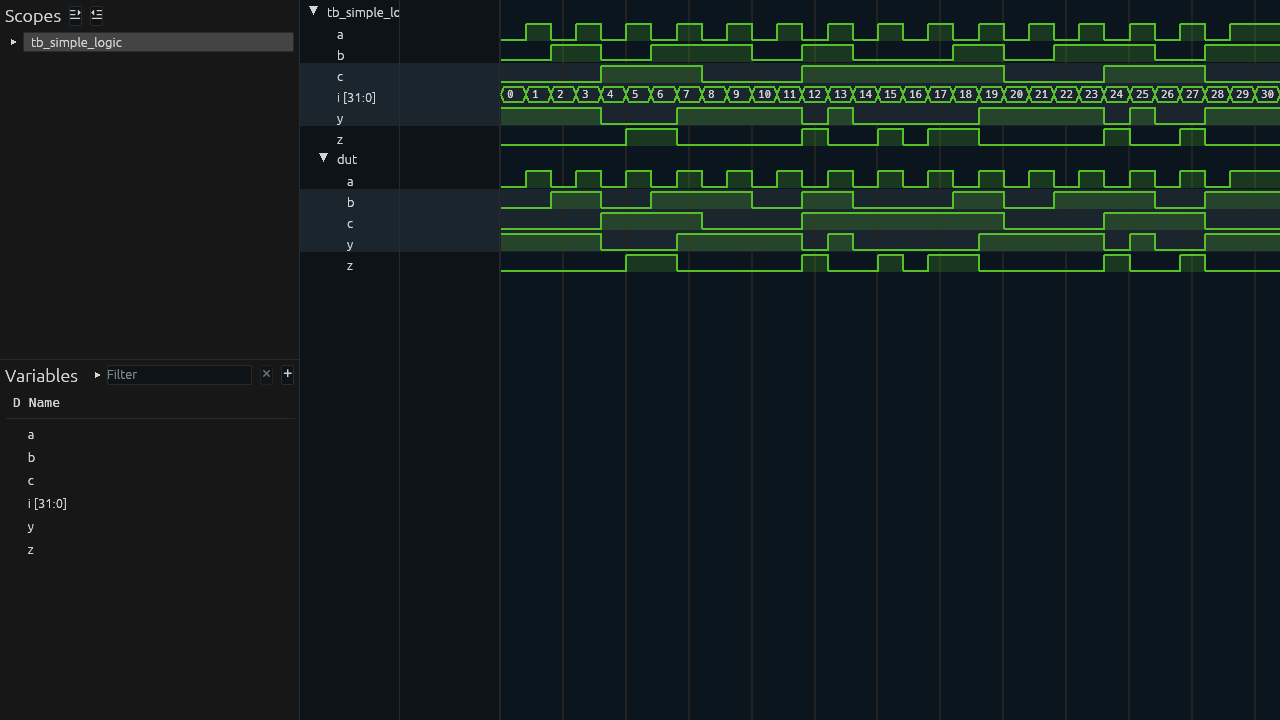 Scopes
tb_simple_logic
Variables
Filter
×
+
D Name
a
b
c
i [31:0]
y
z
tb_simple_lc
a
b
c
i [31:0]
0 1 2 3 4 5 6 7 8 9 10 11 12 13 14 15 16 17 18 19 20 21 22 23 24 25 26 27 28 29 30
y
z
dut
a
b
c
y
z